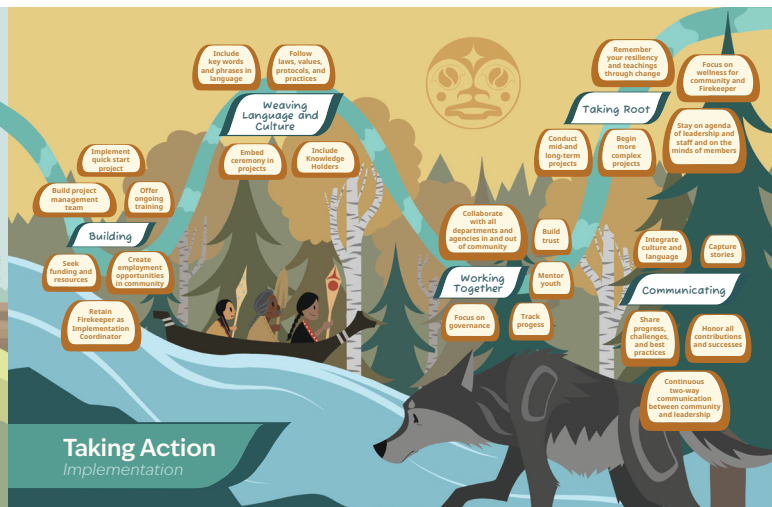 Include
key words
and phrases in
language
Follow
laws, values,
protocols, and
practices
Weaving
Language and
Culture
Embed
ceremony in
projects
Include
Knowledge
Holders
Implement
quick start
project
Build project
management
team
Offer
ongoing
training
Building
Seek
funding and
resources
Create
employment
opportunities
in community
Retain
Firekeeper as
Implementation
Coordinator
Collaborate
with all
departments and
agencies in and out
of community
Build
trust
Working
Together
Mentor
youth
Focus on
governance
Track
progess
Remember
your resiliency
and teachings
through change
Focus on
wellness for
community and
Firekeeper
Taking Root
Conduct
mid-and
long-term
projects
Begin
more
complex
projects
Stay on agenda
of leadership and
staff and on the
minds of members
Integrate
culture and
language
Capture
stories
Communicating
Share
progress,
challenges,
and best
practices
Honor all
contributions
and successes
Continuous
two-way
communication
between community
and leadership
Taking Action
Implementation